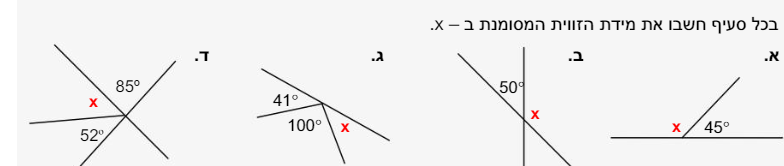 בכל סעיף חשבו את מידת הזווית המסומנת ב – x.
א.
x 45°
ב.
50°
x
ג.
41°
100° x
ד.
85°
x
52°